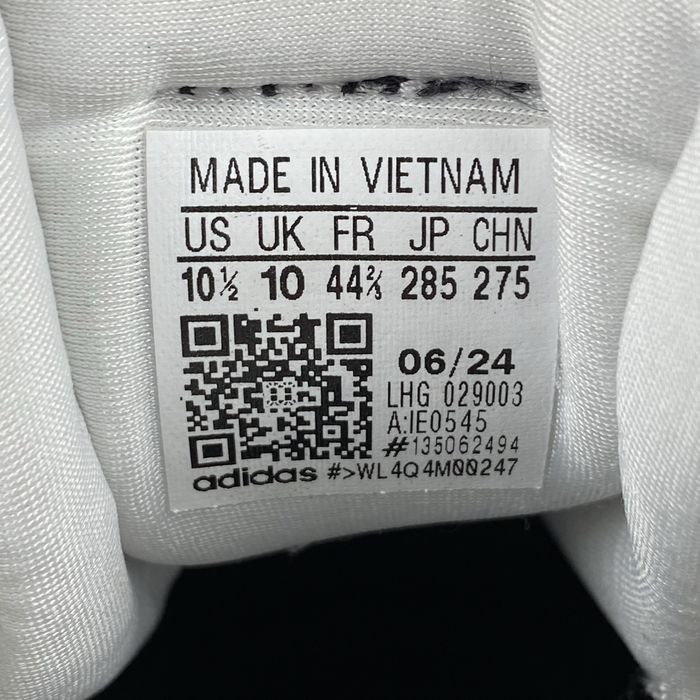 MADE IN VIETNAM
US UK FR JP CHN
10½ 10 44⅔ 285 275
06/24
LHG 029003
A:IE0545
#135062494
adidas #>WL4Q4M00247